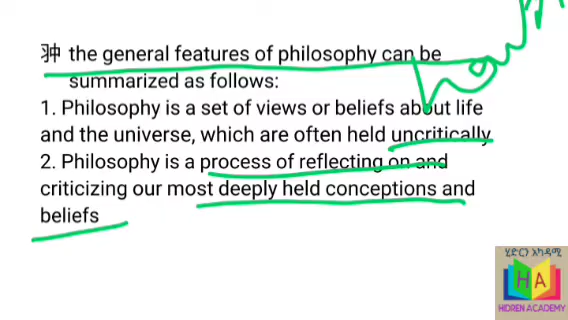 the general features of philosophy can be
summarized as follows:
1. Philosophy is a set of views or beliefs about life
and the universe, which are often held uncritically
2. Philosophy is a process of reflecting on and
criticizing our most deeply held conceptions and
beliefs
ሂድርን አካዳሚ
H A
HIDREN ACADEMY